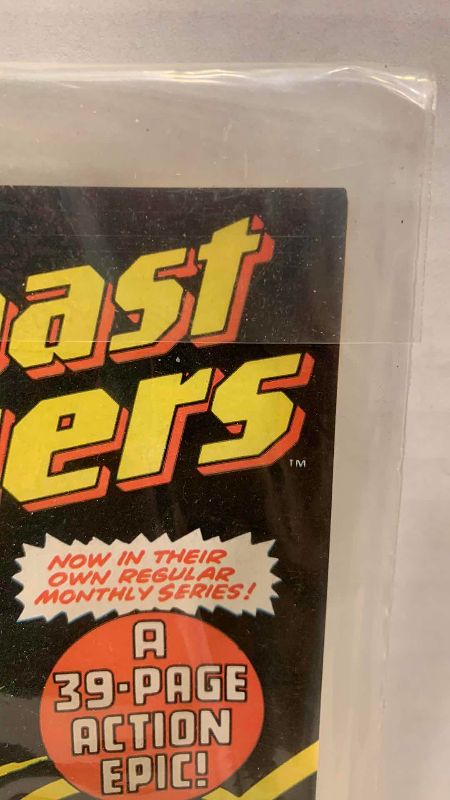 ast
ers
TM
NOW IN THEIR
OWN REGULAR
MONTHLY SERIES!
A
39-PAGE
ACTION
EPIC!